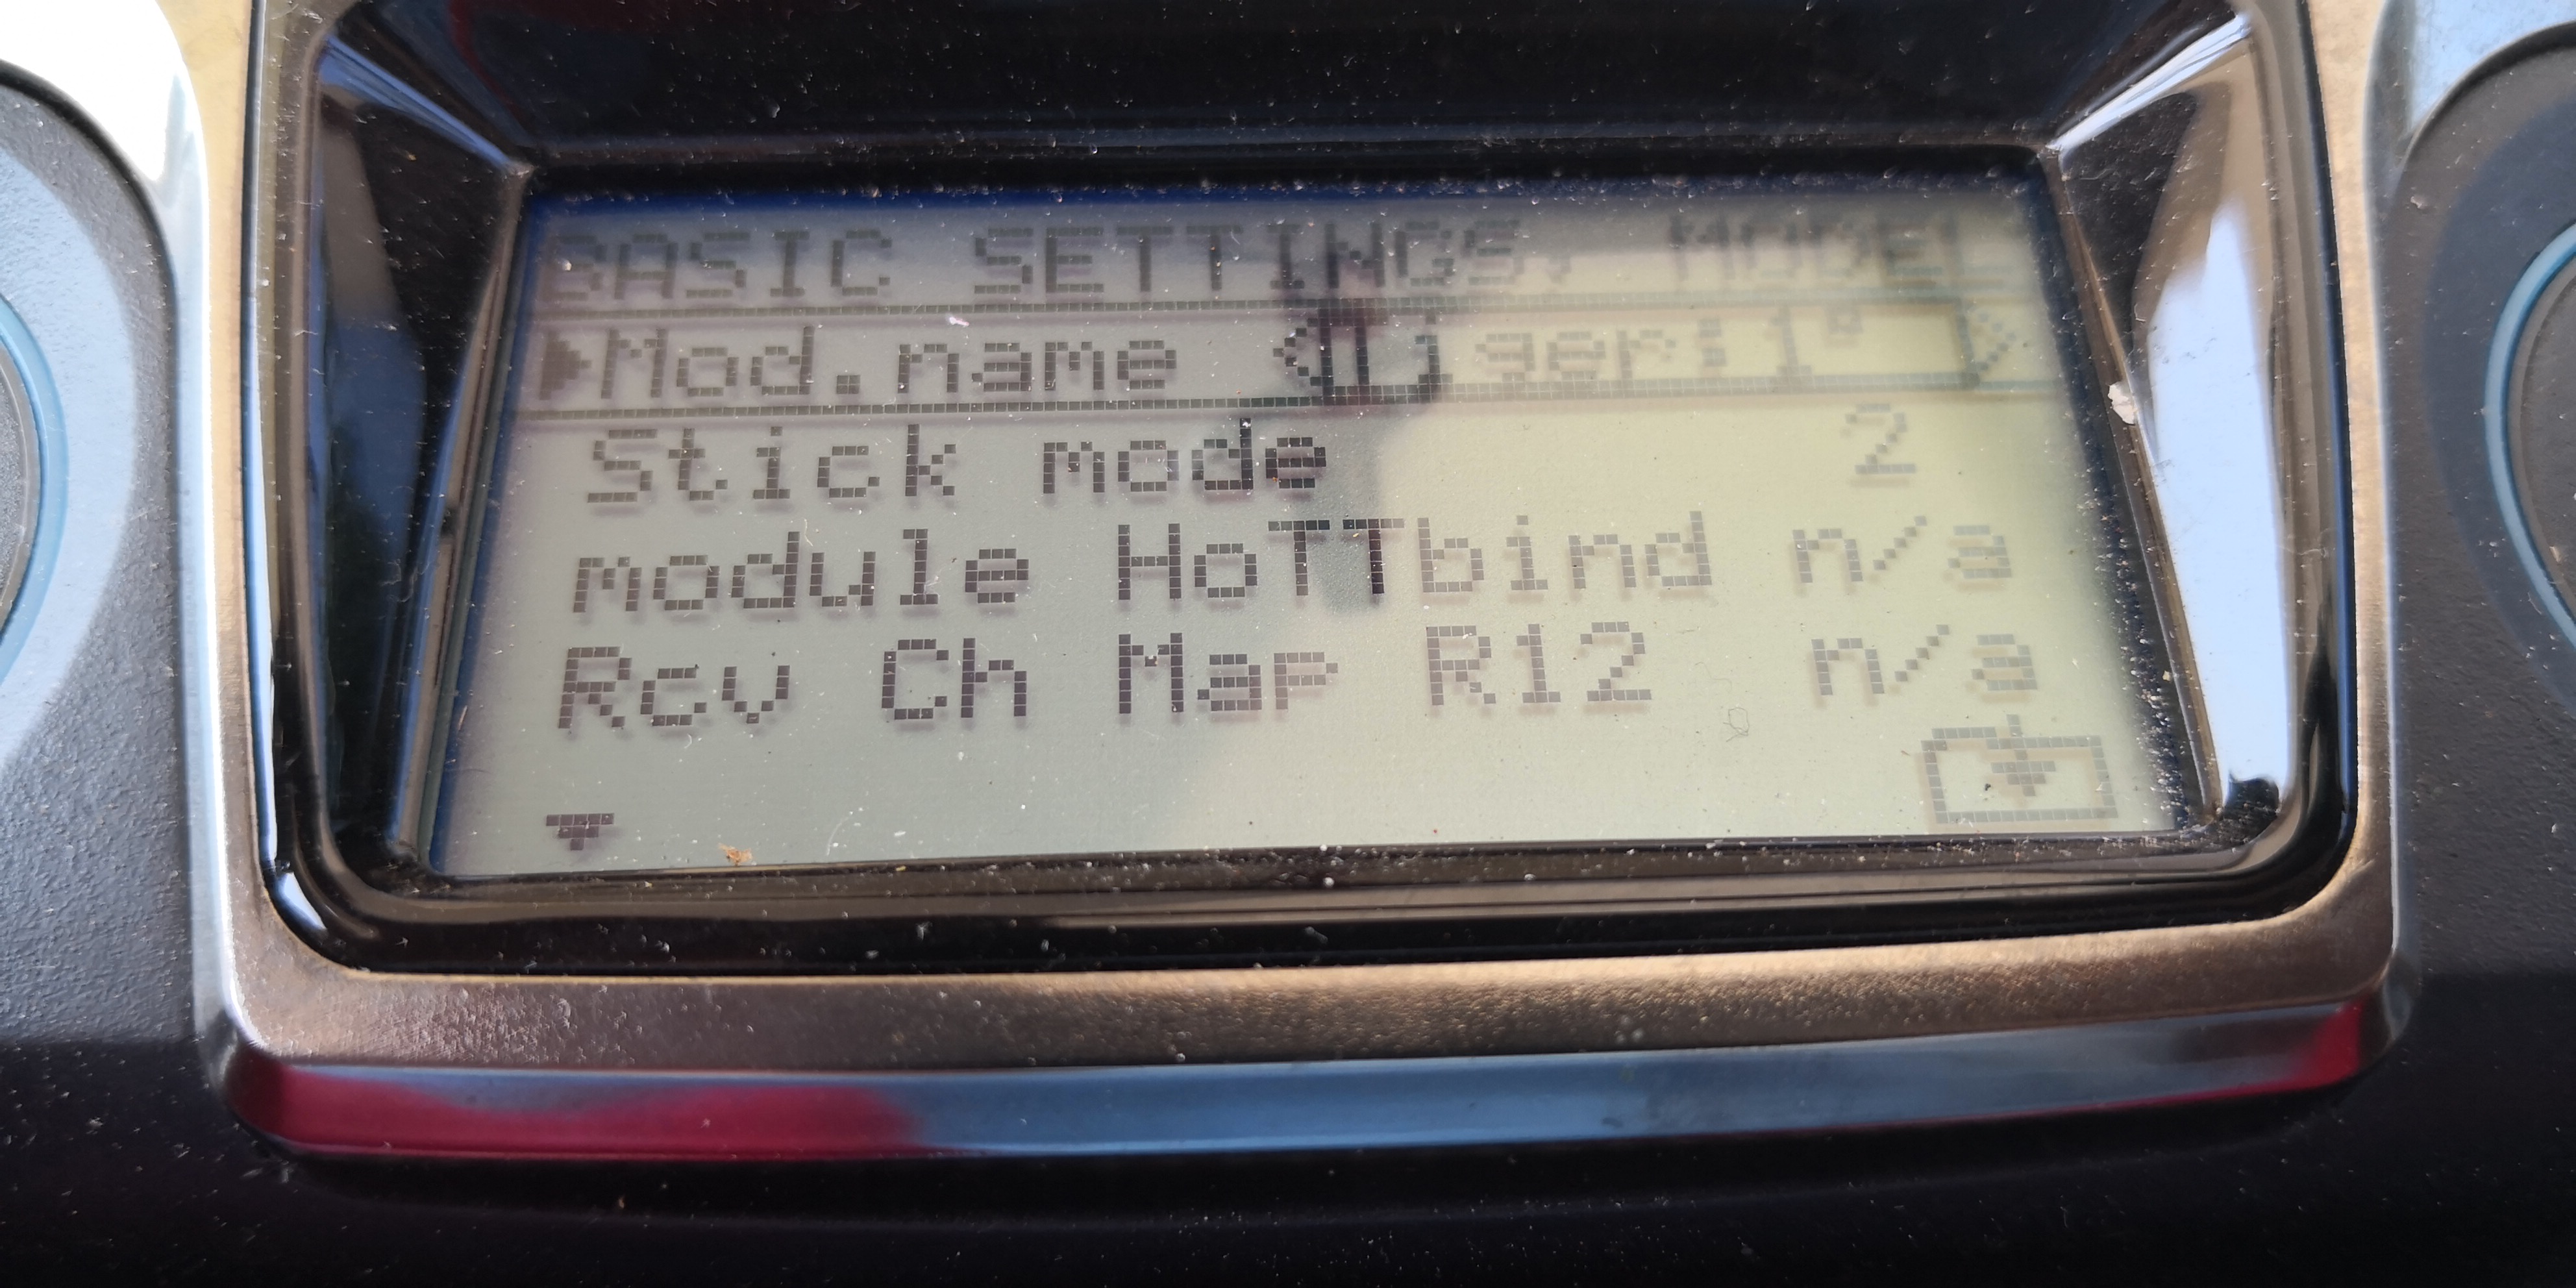 BASIC SETTINGS, MODEL
Mod.name
Stick mode 2
module HoTTbind n/a
Rcv Ch Map R12 n/a